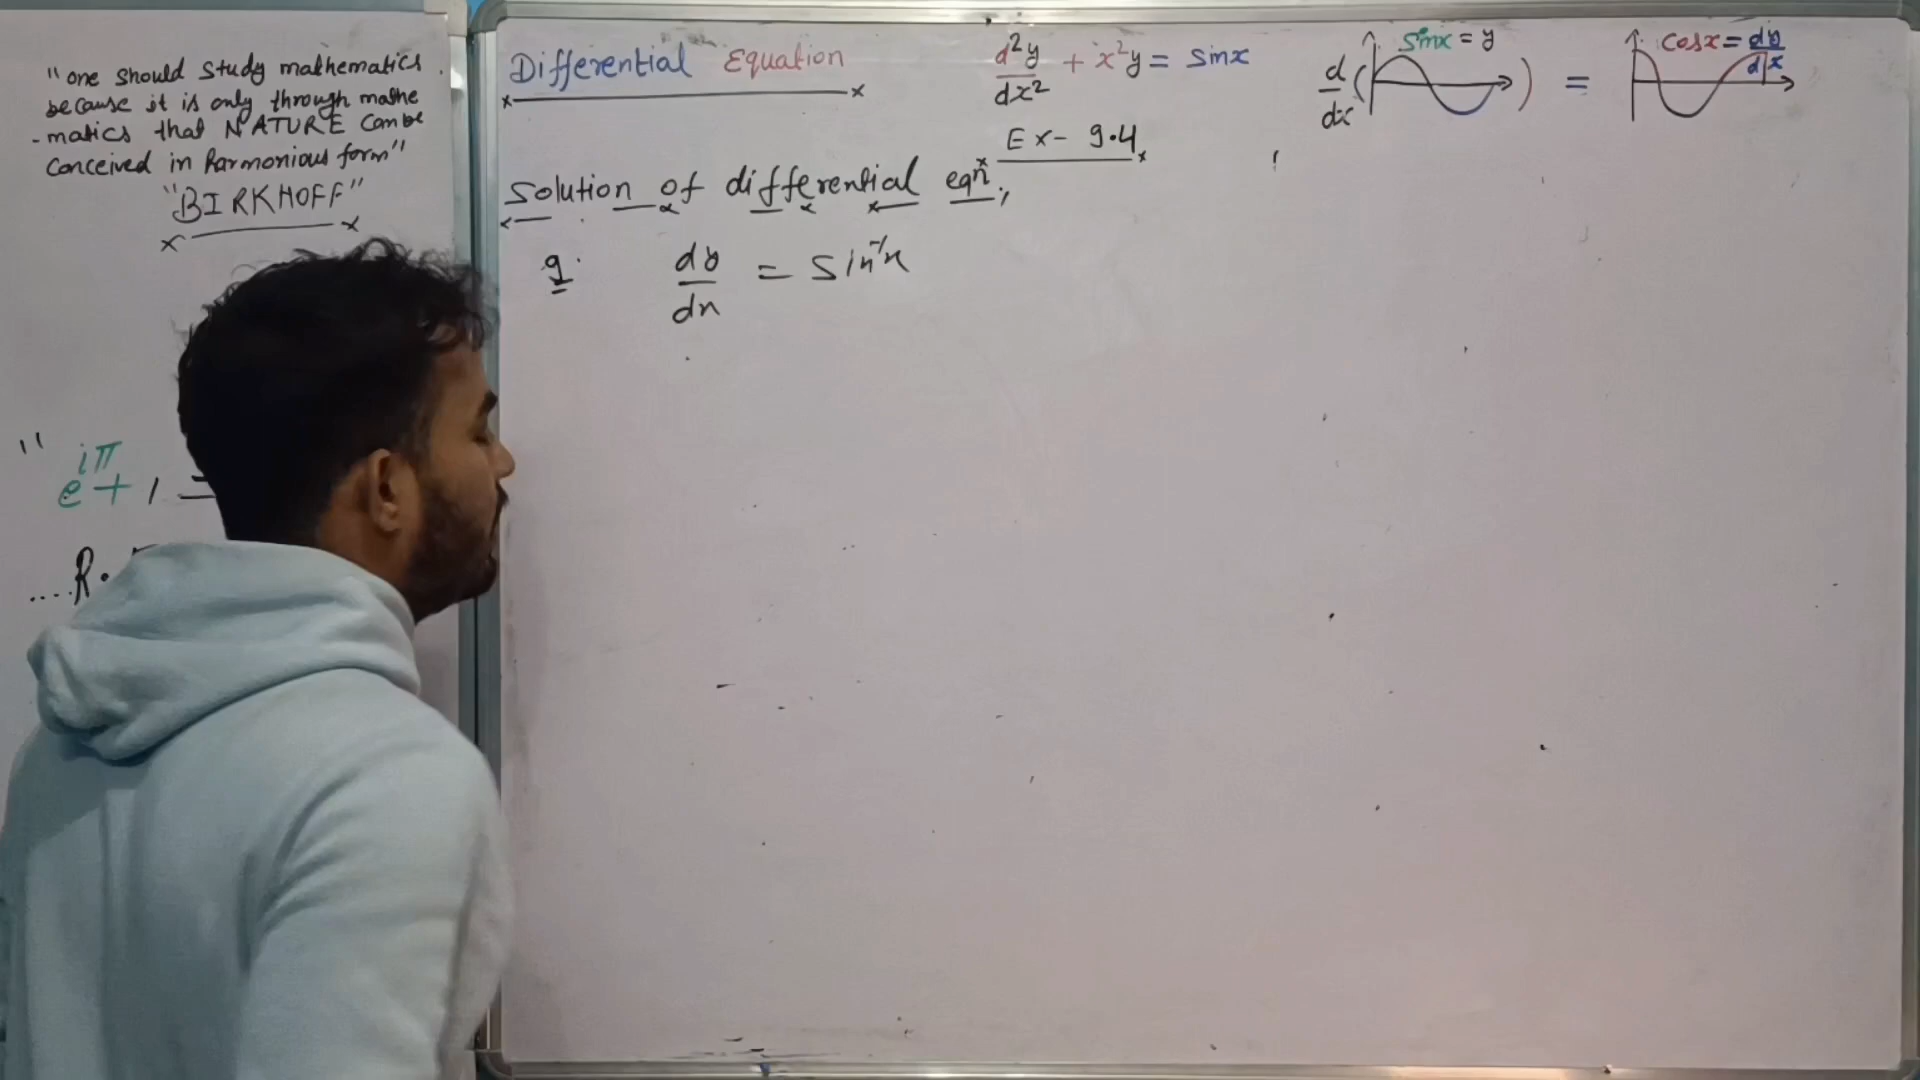 "one should study mathematics
because it is only through mathe
-matics that NATURE can be
conceived in harmonious form"
"BIRKHOFF"
"e^{iπ} + 1 =
....R.
Differential Equation
d²y/dx² + x²y = sinx
d/dx ( sinx = y ) = cosx = dy/dx
Ex- 9.4
Solution of differential eqn.,
9. dy/dx = sin⁻¹x